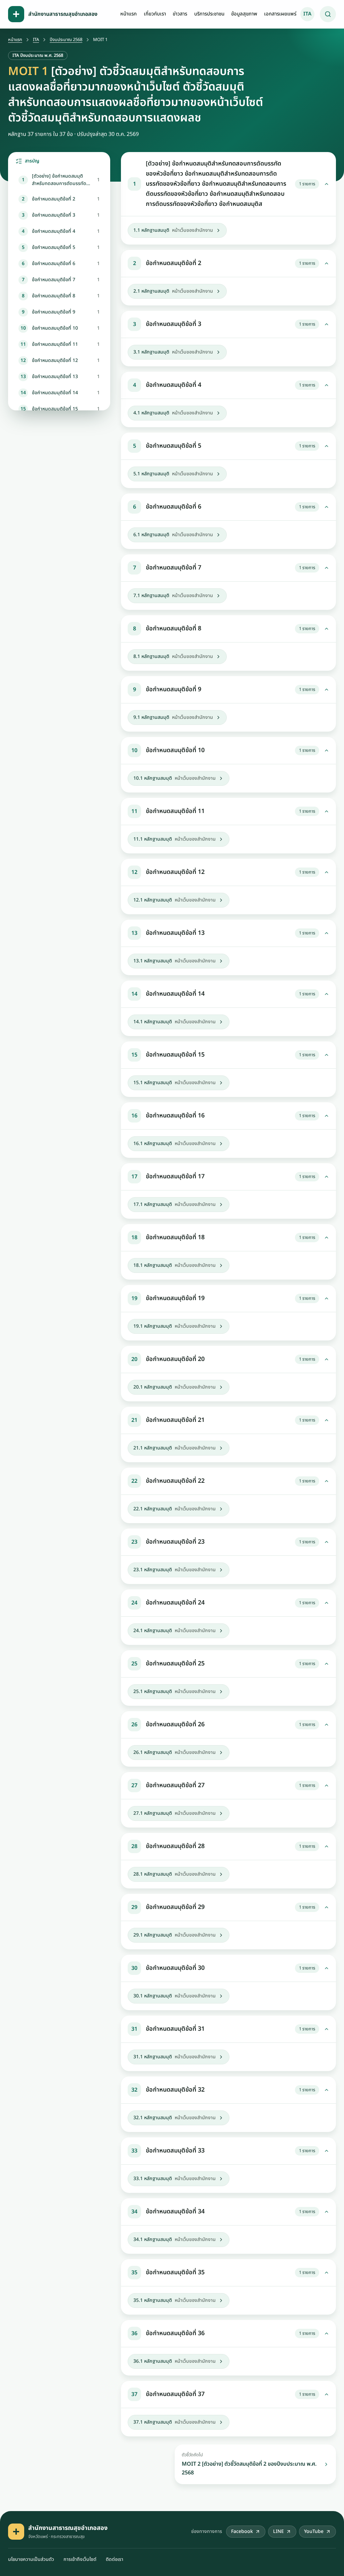 สำนักงานสาธารณสุขอำเภอกลอง
หน้าแรก เกี่ยวกับเรา ข่าวสาร บริการประชาชน ข้อมูลสุขภาพ เอกสารเผยแพร่ ITA
หน้าแรก > ITA > ปีงบประมาณ 2568 > MOIT 1
ITA ปีงบประมาณ พ.ศ. 2568
MOIT 1 [ตัวอย่าง] ตัวชี้วัดสมมุติสำหรับทดสอบการ
แสดงผลชื่อที่ยาวมากของหน้าเว็บไซต์ ตัวชี้วัดสมมุติ
สำหรับทดสอบการแสดงผลชื่อที่ยาวมากของหน้าเว็บไซต์
ตัวชี้วัดสมมุติสำหรับทดสอบการแสดงผลช
หลักฐาน 37 รายการ ใน 37 ข้อ · ปรับปรุงล่าสุด 30 ต.ค. 2569
สารบัญ
1 [ตัวอย่าง] ข้อกำหนดสมมุติ
สำหรับทดสอบการตัดบรรทัด... 1
2 ข้อกำหนดสมมุติข้อที่ 2 1
3 ข้อกำหนดสมมุติข้อที่ 3 1
4 ข้อกำหนดสมมุติข้อที่ 4 1
5 ข้อกำหนดสมมุติข้อที่ 5 1
6 ข้อกำหนดสมมุติข้อที่ 6 1
7 ข้อกำหนดสมมุติข้อที่ 7 1
8 ข้อกำหนดสมมุติข้อที่ 8 1
9 ข้อกำหนดสมมุติข้อที่ 9 1
10 ข้อกำหนดสมมุติข้อที่ 10 1
11 ข้อกำหนดสมมุติข้อที่ 11 1
12 ข้อกำหนดสมมุติข้อที่ 12 1
13 ข้อกำหนดสมมุติข้อที่ 13 1
14 ข้อกำหนดสมมุติข้อที่ 14 1
15 ข้อกำหนดสมมุติข้อที่ 15 1
[ตัวอย่าง] ข้อกำหนดสมมุติสำหรับทดสอบการตัดบรรทัด
ของหัวข้อที่ยาว ข้อกำหนดสมมุติสำหรับทดสอบการตัด
1 บรรทัดของหัวข้อที่ยาว ข้อกำหนดสมมุติสำหรับทดสอบการ 1 รายการ
ตัดบรรทัดของหัวข้อที่ยาว ข้อกำหนดสมมุติสำหรับทดสอบ
การตัดบรรทัดของหัวข้อที่ยาว ข้อกำหนดสมมุติส
1.1 หลักฐานสมมุติ หน้าเว็บของสำนักงาน
2 ข้อกำหนดสมมุติข้อที่ 2 1 รายการ
2.1 หลักฐานสมมุติ หน้าเว็บของสำนักงาน
3 ข้อกำหนดสมมุติข้อที่ 3 1 รายการ
3.1 หลักฐานสมมุติ หน้าเว็บของสำนักงาน
4 ข้อกำหนดสมมุติข้อที่ 4 1 รายการ
4.1 หลักฐานสมมุติ หน้าเว็บของสำนักงาน
5 ข้อกำหนดสมมุติข้อที่ 5 1 รายการ
5.1 หลักฐานสมมุติ หน้าเว็บของสำนักงาน
6 ข้อกำหนดสมมุติข้อที่ 6 1 รายการ
6.1 หลักฐานสมมุติ หน้าเว็บของสำนักงาน
7 ข้อกำหนดสมมุติข้อที่ 7 1 รายการ
7.1 หลักฐานสมมุติ หน้าเว็บของสำนักงาน
8 ข้อกำหนดสมมุติข้อที่ 8 1 รายการ
8.1 หลักฐานสมมุติ หน้าเว็บของสำนักงาน
9 ข้อกำหนดสมมุติข้อที่ 9 1 รายการ
9.1 หลักฐานสมมุติ หน้าเว็บของสำนักงาน
10 ข้อกำหนดสมมุติข้อที่ 10 1 รายการ
10.1 หลักฐานสมมุติ หน้าเว็บของสำนักงาน
11 ข้อกำหนดสมมุติข้อที่ 11 1 รายการ
11.1 หลักฐานสมมุติ หน้าเว็บของสำนักงาน
12 ข้อกำหนดสมมุติข้อที่ 12 1 รายการ
12.1 หลักฐานสมมุติ หน้าเว็บของสำนักงาน
13 ข้อกำหนดสมมุติข้อที่ 13 1 รายการ
13.1 หลักฐานสมมุติ หน้าเว็บของสำนักงาน
14 ข้อกำหนดสมมุติข้อที่ 14 1 รายการ
14.1 หลักฐานสมมุติ หน้าเว็บของสำนักงาน
15 ข้อกำหนดสมมุติข้อที่ 15 1 รายการ
15.1 หลักฐานสมมุติ หน้าเว็บของสำนักงาน
16 ข้อกำหนดสมมุติข้อที่ 16 1 รายการ
16.1 หลักฐานสมมุติ หน้าเว็บของสำนักงาน
17 ข้อกำหนดสมมุติข้อที่ 17 1 รายการ
17.1 หลักฐานสมมุติ หน้าเว็บของสำนักงาน
18 ข้อกำหนดสมมุติข้อที่ 18 1 รายการ
18.1 หลักฐานสมมุติ หน้าเว็บของสำนักงาน
19 ข้อกำหนดสมมุติข้อที่ 19 1 รายการ
19.1 หลักฐานสมมุติ หน้าเว็บของสำนักงาน
20 ข้อกำหนดสมมุติข้อที่ 20 1 รายการ
20.1 หลักฐานสมมุติ หน้าเว็บของสำนักงาน
21 ข้อกำหนดสมมุติข้อที่ 21 1 รายการ
21.1 หลักฐานสมมุติ หน้าเว็บของสำนักงาน
22 ข้อกำหนดสมมุติข้อที่ 22 1 รายการ
22.1 หลักฐานสมมุติ หน้าเว็บของสำนักงาน
23 ข้อกำหนดสมมุติข้อที่ 23 1 รายการ
23.1 หลักฐานสมมุติ หน้าเว็บของสำนักงาน
24 ข้อกำหนดสมมุติข้อที่ 24 1 รายการ
24.1 หลักฐานสมมุติ หน้าเว็บของสำนักงาน
25 ข้อกำหนดสมมุติข้อที่ 25 1 รายการ
25.1 หลักฐานสมมุติ หน้าเว็บของสำนักงาน
26 ข้อกำหนดสมมุติข้อที่ 26 1 รายการ
26.1 หลักฐานสมมุติ หน้าเว็บของสำนักงาน
27 ข้อกำหนดสมมุติข้อที่ 27 1 รายการ
27.1 หลักฐานสมมุติ หน้าเว็บของสำนักงาน
28 ข้อกำหนดสมมุติข้อที่ 28 1 รายการ
28.1 หลักฐานสมมุติ หน้าเว็บของสำนักงาน
29 ข้อกำหนดสมมุติข้อที่ 29 1 รายการ
29.1 หลักฐานสมมุติ หน้าเว็บของสำนักงาน
30 ข้อกำหนดสมมุติข้อที่ 30 1 รายการ
30.1 หลักฐานสมมุติ หน้าเว็บของสำนักงาน
31 ข้อกำหนดสมมุติข้อที่ 31 1 รายการ
31.1 หลักฐานสมมุติ หน้าเว็บของสำนักงาน
32 ข้อกำหนดสมมุติข้อที่ 32 1 รายการ
32.1 หลักฐานสมมุติ หน้าเว็บของสำนักงาน
33 ข้อกำหนดสมมุติข้อที่ 33 1 รายการ
33.1 หลักฐานสมมุติ หน้าเว็บของสำนักงาน
34 ข้อกำหนดสมมุติข้อที่ 34 1 รายการ
34.1 หลักฐานสมมุติ หน้าเว็บของสำนักงาน
35 ข้อกำหนดสมมุติข้อที่ 35 1 รายการ
35.1 หลักฐานสมมุติ หน้าเว็บของสำนักงาน
36 ข้อกำหนดสมมุติข้อที่ 36 1 รายการ
36.1 หลักฐานสมมุติ หน้าเว็บของสำนักงาน
37 ข้อกำหนดสมมุติข้อที่ 37 1 รายการ
37.1 หลักฐานสมมุติ หน้าเว็บของสำนักงาน
ตัวชี้วัดถัดไป
MOIT 2 [ตัวอย่าง] ตัวชี้วัดสมมุติข้อที่ 2 ของปีงบประมาณ พ.ศ.
2568
สำนักงานสาธารณสุขอำเภอลอง
จังหวัดแพร่ · กระทรวงสาธารณสุข
ช่องทางทางการ Facebook LINE YouTube
นโยบายความเป็นส่วนตัว การเข้าถึงเว็บไซต์ ติดต่อเรา